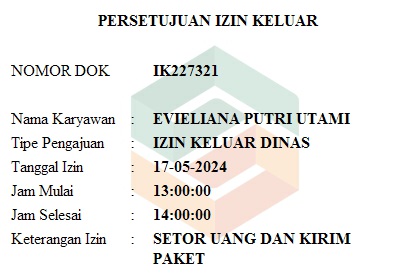 PERSETUJUAN IZIN KELUAR
NOMOR DOK IK227321
Nama Karyawan : EVIELIANA PUTRI UTAMI
Tipe Pengajuan : IZIN KELUAR DINAS
Tanggal Izin : 17-05-2024
Jam Mulai : 13:00:00
Jam Selesai : 14:00:00
Keterangan Izin : SETOR UANG DAN KIRIM
PAKET